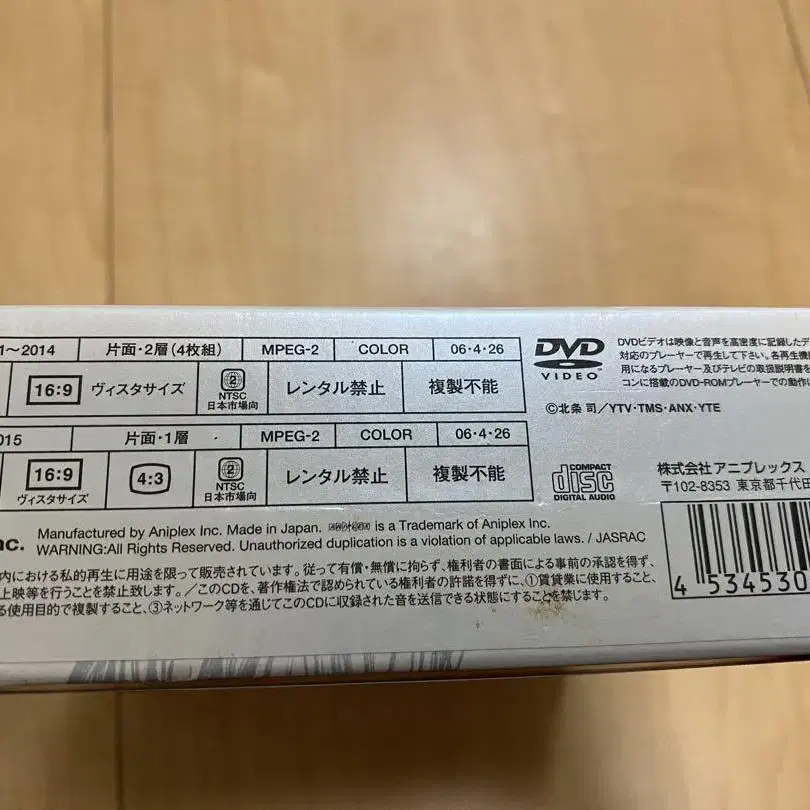 1〜2014 片面・2層(4枚組) MPEG-2 COLOR 06・4・26
16:9 ヴィスタサイズ 2 NTSC 日本市場向 レンタル禁止 複製不能
015 片面・1層 MPEG-2 COLOR 06・4・26
16:9 ヴィスタサイズ 4:3 2 NTSC 日本市場向 レンタル禁止 複製不能
DVD VIDEO
DVDビデオは映像と音声を高密度に記録したデ
対応のプレーヤーで再生して下さい。各再生機
用になるプレーヤー及びテレビの取扱説明書を
コンに搭載のDVD-ROMプレーヤーでの動作に
©北条 司/YTV・TMS・ANX・YTE
COMPACT disc DIGITAL AUDIO
株式会社アニプレックス
〒102-8353 東京都千代田
nc. Manufactured by Aniplex Inc. Made in Japan. is a Trademark of Aniplex Inc.
WARNING:All Rights Reserved. Unauthorized duplication is a violation of applicable laws. / JASRAC
内における私的再生に用途を限って販売されています。従って有償・無償に拘らず、権利者の書面による事前の承認を得ず、
上映等を行うことを禁止致します。/このCDを、著作権法で認められている権利者の許諾を得ずに、①賃貸業に使用すること、
る使用目的で複製すること、③ネットワーク等を通じてこのCDに収録された音を送信できる状態にすることを禁じます。
4 534530